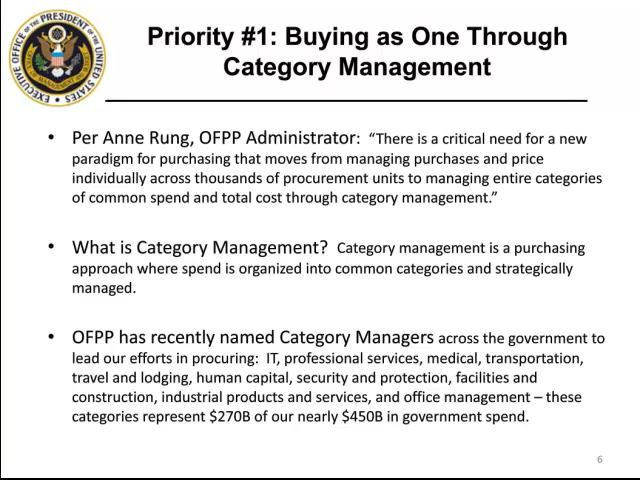 Priority #1: Buying as One Through
Category Management
EXECUTIVE OFFICE OF THE PRESIDENT OF THE UNITED STATES
• Per Anne Rung, OFPP Administrator: “There is a critical need for a new
paradigm for purchasing that moves from managing purchases and price
individually across thousands of procurement units to managing entire categories
of common spend and total cost through category management.”
• What is Category Management? Category management is a purchasing
approach where spend is organized into common categories and strategically
managed.
• OFPP has recently named Category Managers across the government to
lead our efforts in procuring: IT, professional services, medical, transportation,
travel and lodging, human capital, security and protection, facilities and
construction, industrial products and services, and office management – these
categories represent $270B of our nearly $450B in government spend.
6